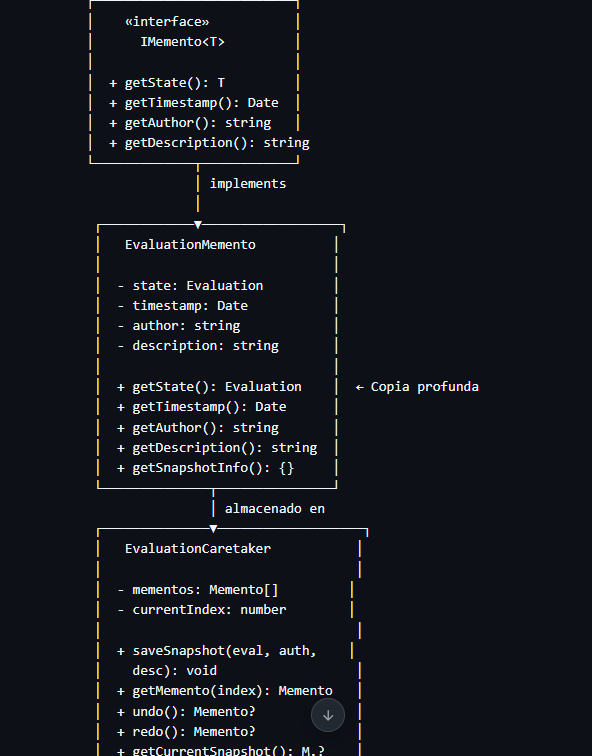 «interface»
IMemento<T>
+ getState(): T
+ getTimestamp(): Date
+ getAuthor(): string
+ getDescription(): string
implements
EvaluationMemento
- state: Evaluation
- timestamp: Date
- author: string
- description: string
+ getState(): Evaluation ← Copia profunda
+ getTimestamp(): Date
+ getAuthor(): string
+ getDescription(): string
+ getSnapshotInfo(): {}
almacenado en
EvaluationCaretaker
- mementos: Memento[]
- currentIndex: number
+ saveSnapshot(eval, auth,
desc): void
+ getMemento(index): Memento
+ undo(): Memento?
+ redo(): Memento?
+ getCurrentSnapshot(): M.?